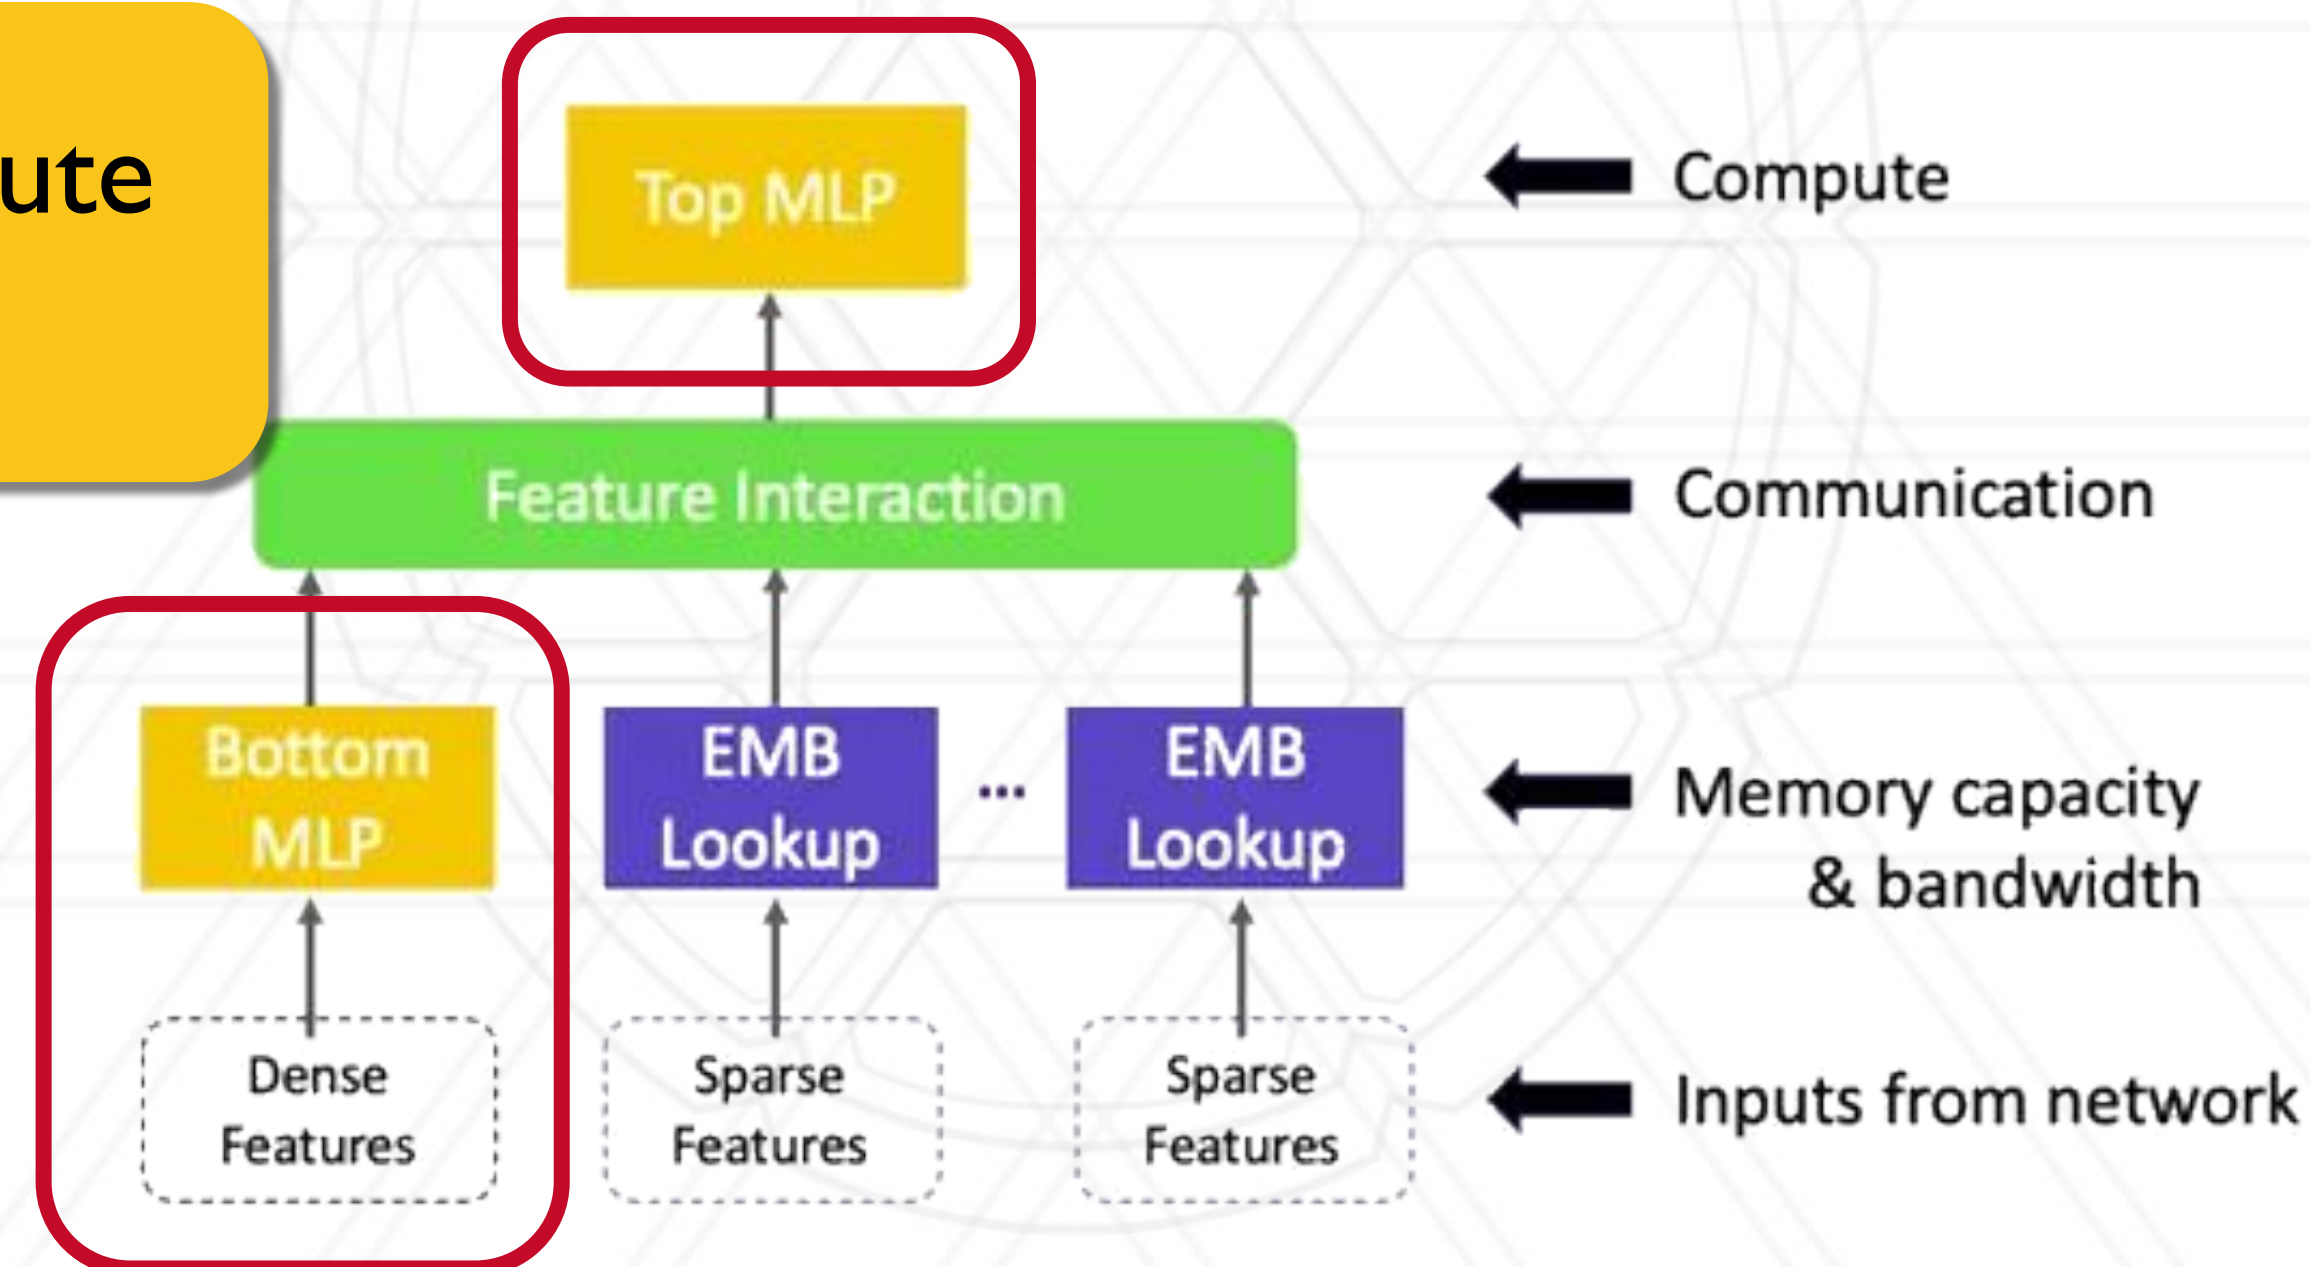 ute
Top MLP
Compute
Feature Interaction
Communication
Bottom
MLP
EMB
Lookup
...
EMB
Lookup
Memory capacity
& bandwidth
Dense
Features
Sparse
Features
Sparse
Features
Inputs from network